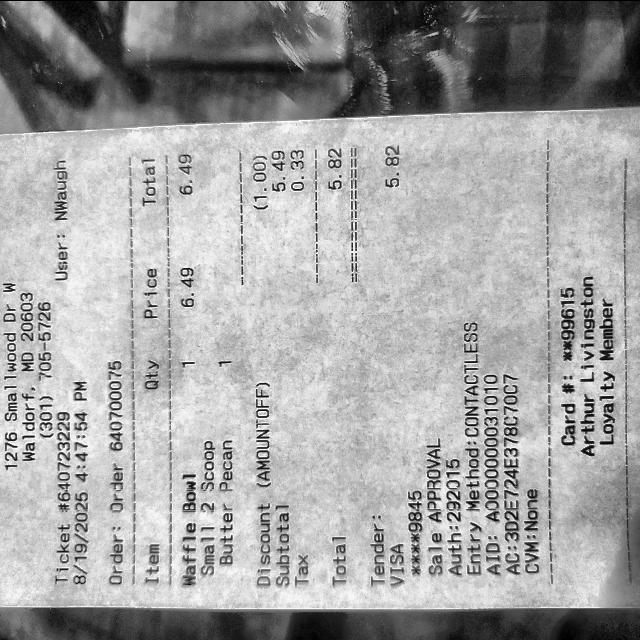 1276 Smallwood Dr W
Waldorf, MD 20603
(301) 705-5726
Ticket #640723229
8/19/2025 4:47:54 PM User: NWaugh
Order: Order 640700075
Item Qty Price Total
Waffle Bowl 1 6.49 6.49
Small 2 Scoop
Butter Pecan 1
Discount (AMOUNTOFF) (1.00)
Subtotal 5.49
Tax 0.33
Total 5.82
Tender:
VISA 5.82
****9845
Sale APPROVAL
Auth:292015
Entry Method:CONTACTLESS
AID: A0000000031010
AC:3D2E724E378C70C7
CVM:None
Card #: **99615
Arthur Livingston
Loyalty Member